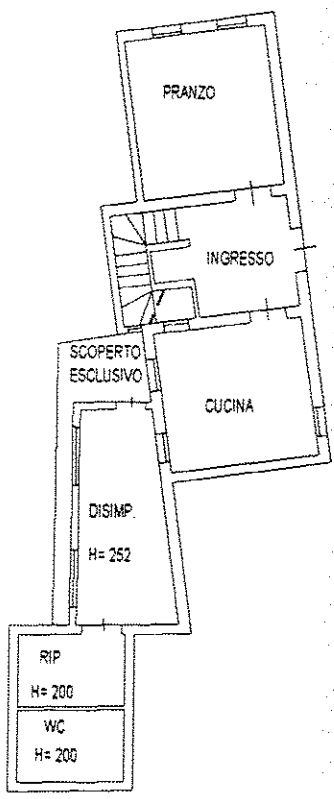 PRANZO
INGRESSO
SCOPERTO
ESCLUSIVO
CUCINA
DISIMP.
H= 252
RIP
H= 200
WC
H= 200